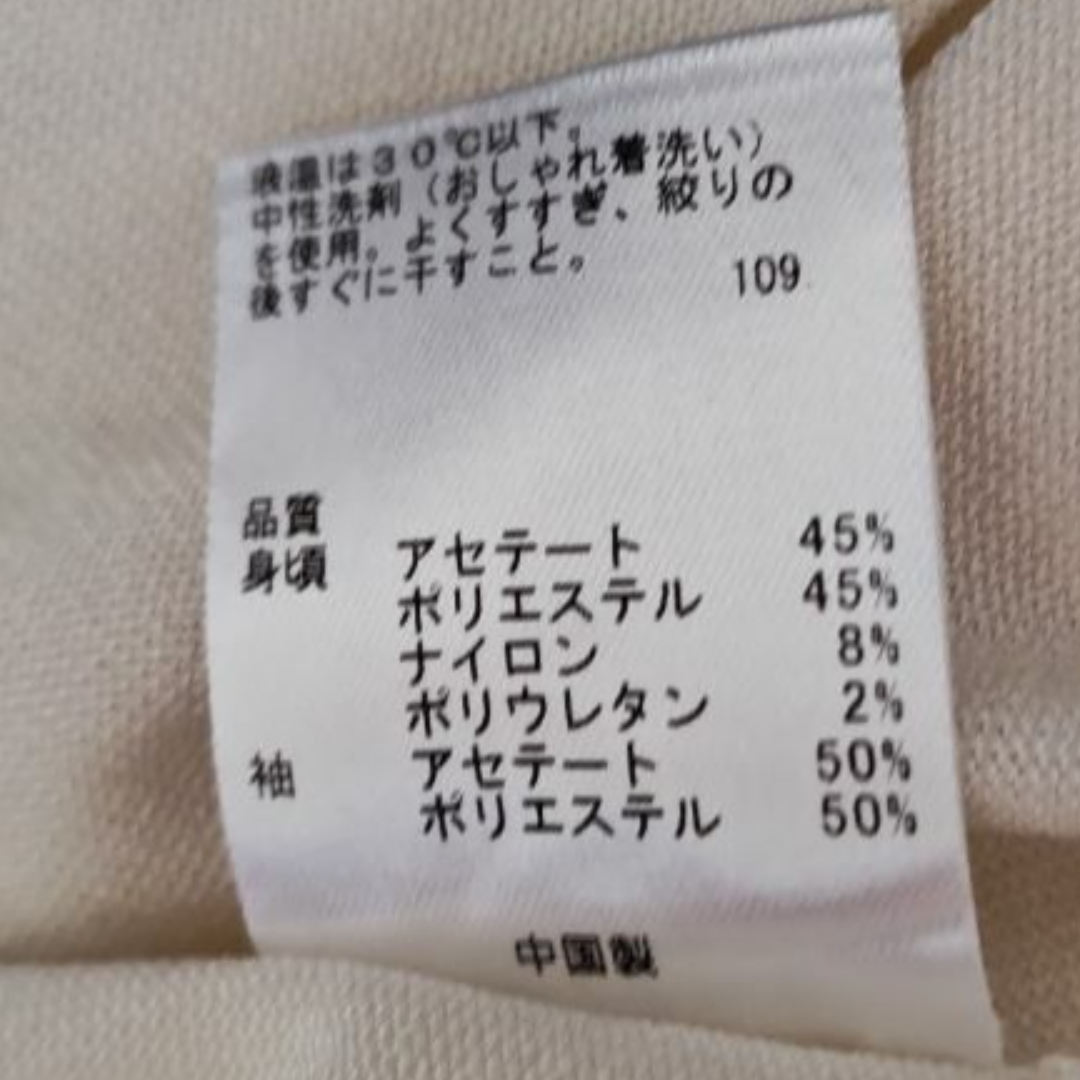 液温は30℃以下。
中性洗剤（おしゃれ着洗い）
を使用。よくすすぎ、絞りの
後すぐに干すこと。
109
品質
身頃 アセテート 45%
ポリエステル 45%
ナイロン 8%
ポリウレタン 2%
袖 アセテート 50%
ポリエステル 50%
中国製